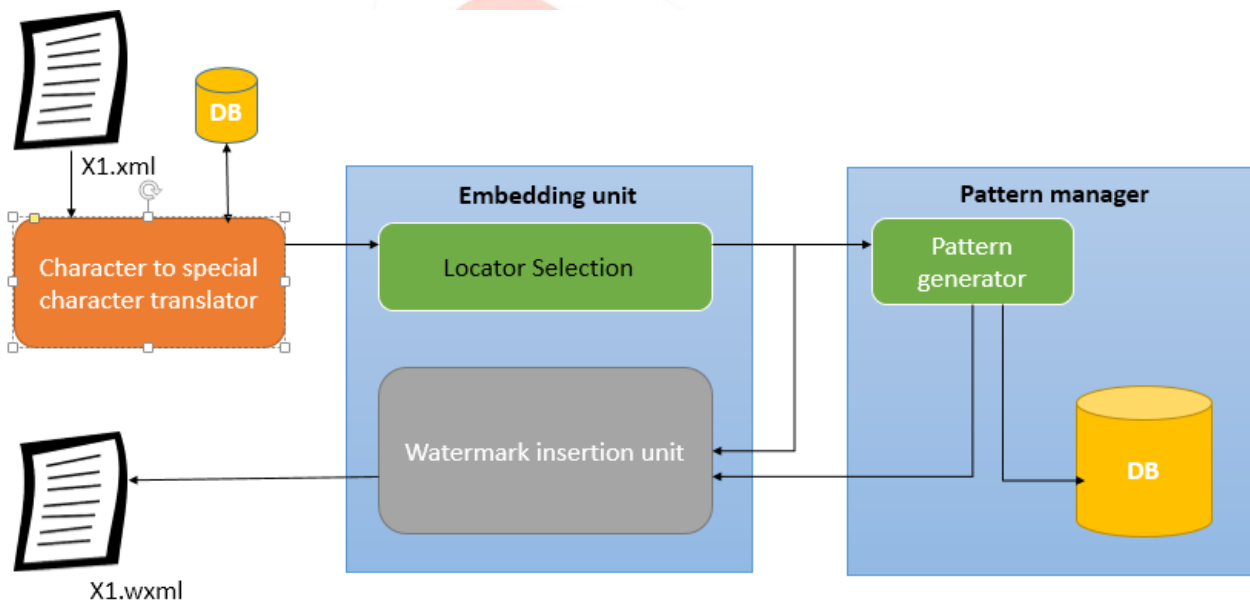 DB
X1.xml
Character to special
character translator
Embedding unit
Locator Selection
Watermark insertion unit
Pattern manager
Pattern
generator
DB
X1.wxml